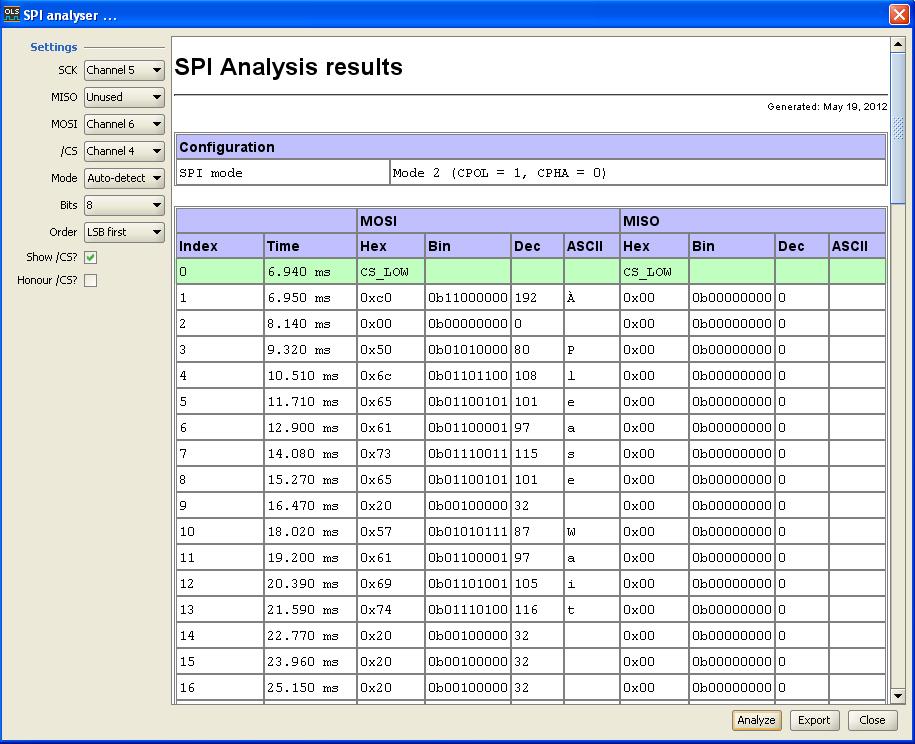 OLS SPI analyser ...
Settings
SCK Channel 5
MISO Unused
MOSI Channel 6
/CS Channel 4
Mode Auto-detect
Bits 8
Order LSB first
Show /CS?
Honour /CS?
SPI Analysis results
Generated: May 19, 2012
Configuration
SPI mode Mode 2 (CPOL = 1, CPHA = 0)
MOSI MISO
Index Time Hex Bin Dec ASCII Hex Bin Dec ASCII
0 6.940 ms CS_LOW CS_LOW
1 6.950 ms 0xc0 0b11000000 192 À 0x00 0b00000000 0
2 8.140 ms 0x00 0b00000000 0 0x00 0b00000000 0
3 9.320 ms 0x50 0b01010000 80 P 0x00 0b00000000 0
4 10.510 ms 0x6c 0b01101100 108 l 0x00 0b00000000 0
5 11.710 ms 0x65 0b01100101 101 e 0x00 0b00000000 0
6 12.900 ms 0x61 0b01100001 97 a 0x00 0b00000000 0
7 14.080 ms 0x73 0b01110011 115 s 0x00 0b00000000 0
8 15.270 ms 0x65 0b01100101 101 e 0x00 0b00000000 0
9 16.470 ms 0x20 0b00100000 32 0x00 0b00000000 0
10 18.020 ms 0x57 0b01010111 87 W 0x00 0b00000000 0
11 19.200 ms 0x61 0b01100001 97 a 0x00 0b00000000 0
12 20.390 ms 0x69 0b01101001 105 i 0x00 0b00000000 0
13 21.590 ms 0x74 0b01110100 116 t 0x00 0b00000000 0
14 22.770 ms 0x20 0b00100000 32 0x00 0b00000000 0
15 23.960 ms 0x20 0b00100000 32 0x00 0b00000000 0
16 25.150 ms 0x20 0b00100000 32 0x00 0b00000000 0
Analyze Export Close